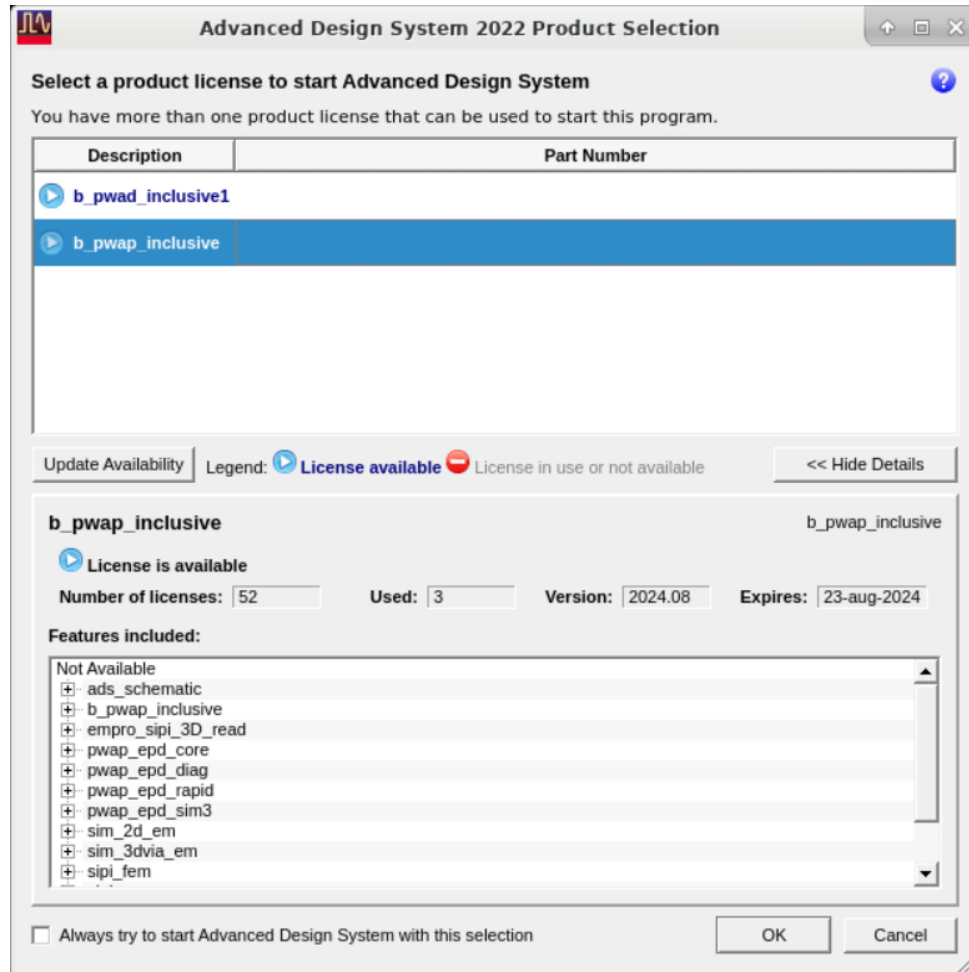 Advanced Design System 2022 Product Selection
Select a product license to start Advanced Design System
You have more than one product license that can be used to start this program.
Description Part Number
b_pwad_inclusive1
b_pwap_inclusive
Update Availability Legend: License available License in use or not available << Hide Details
b_pwap_inclusive b_pwap_inclusive
License is available
Number of licenses: 52 Used: 3 Version: 2024.08 Expires: 23-aug-2024
Features included:
Not Available
ads_schematic
b_pwap_inclusive
empro_sipi_3D_read
pwap_epd_core
pwap_epd_diag
pwap_epd_rapid
pwap_epd_sim3
sim_2d_em
sim_3dvia_em
sipi_fem
Always try to start Advanced Design System with this selection OK Cancel